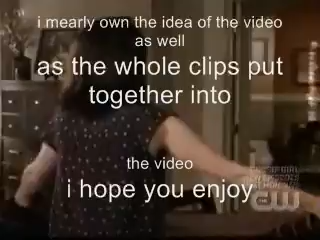 i mearly own the idea of the video
as well
as the whole clips put
together into
the video
i hope you enjoy
CW